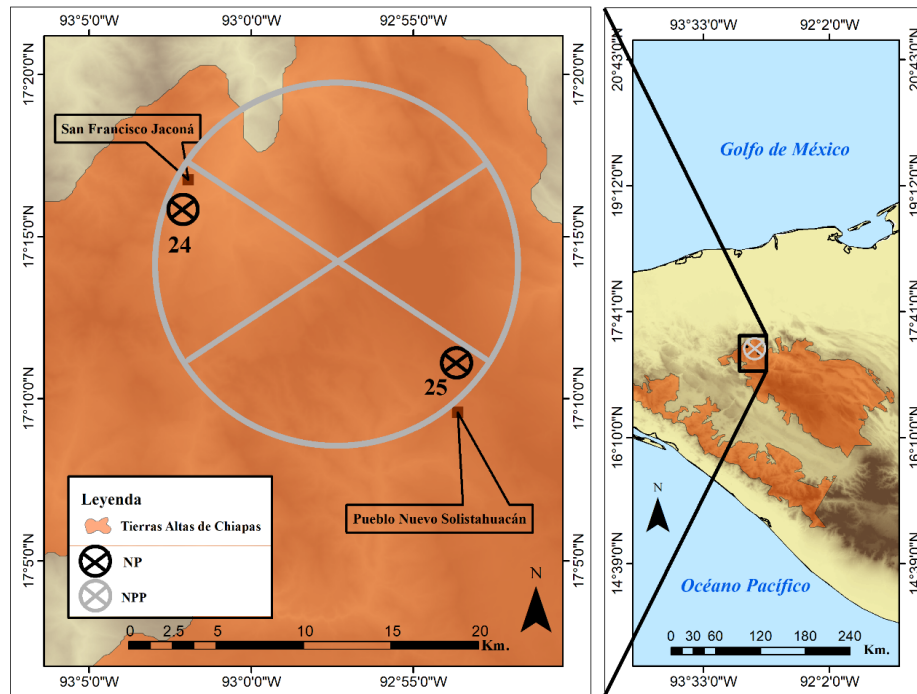 93°5'0"W 93°0'0"W 92°55'0"W
17°20'0"N
17°15'0"N
17°10'0"N
17°5'0"N
17°20'0"N
17°15'0"N
17°10'0"N
17°5'0"N
San Francisco Jaconá
24
25
Pueblo Nuevo Solistahuacán
Leyenda
Tierras Altas de Chiapas
NP
NPP
N
0 2.5 5 10 15 20
Km.
93°5'0"W 93°0'0"W 92°55'0"W
93°33'0"W 92°2'0"W
20°43'0"N
19°12'0"N
17°41'0"N
16°10'0"N
14°39'0"N
20°43'0"N
19°12'0"N
17°41'0"N
16°10'0"N
14°39'0"N
Golfo de México
N
Océano Pacífico
0 30 60 120 180 240
Km.
93°33'0"W 92°2'0"W